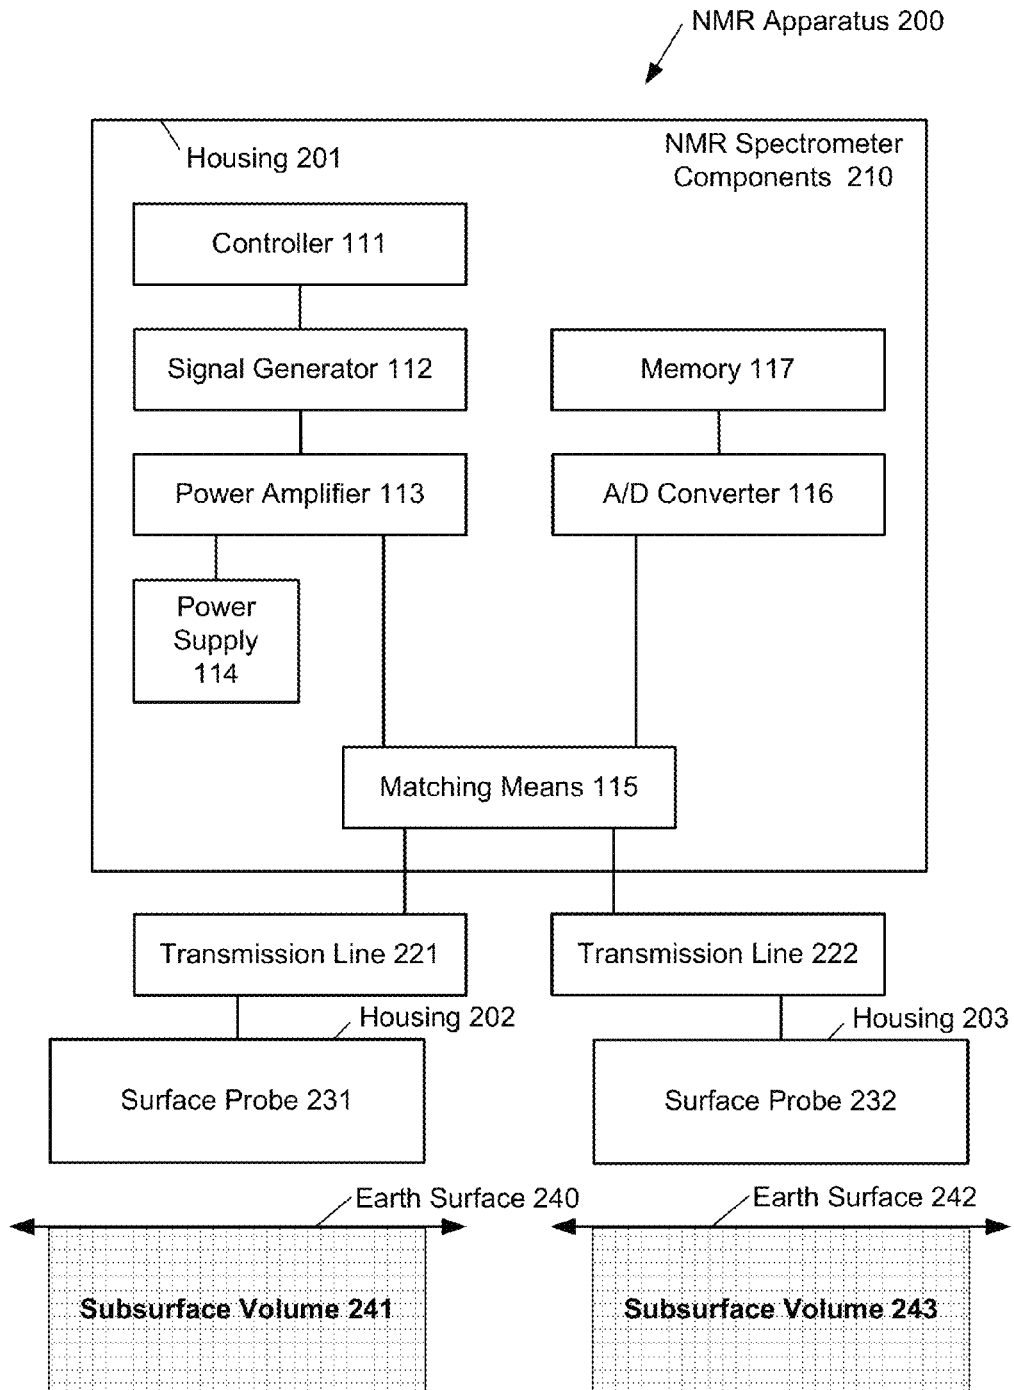 NMR Apparatus 200
Housing 201
NMR Spectrometer
Components 210
Controller 111
Signal Generator 112
Memory 117
Power Amplifier 113
A/D Converter 116
Power
Supply
114
Matching Means 115
Transmission Line 221
Transmission Line 222
Housing 202
Housing 203
Surface Probe 231
Surface Probe 232
Earth Surface 240
Earth Surface 242
Subsurface Volume 241
Subsurface Volume 243